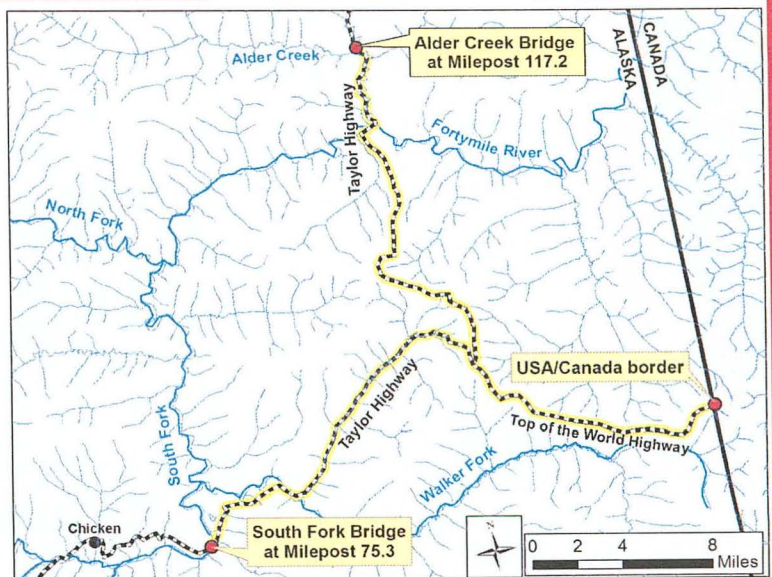 Alder Creek
Alder Creek Bridge
at Milepost 117.2
CANADA
ALASKA
Taylor Highway
Fortymile River
North Fork
USA/Canada border
Taylor Highway
Top of the World Highway
South Fork
Walker Fork
Chicken
South Fork Bridge
at Milepost 75.3
0 2 4 8
Miles